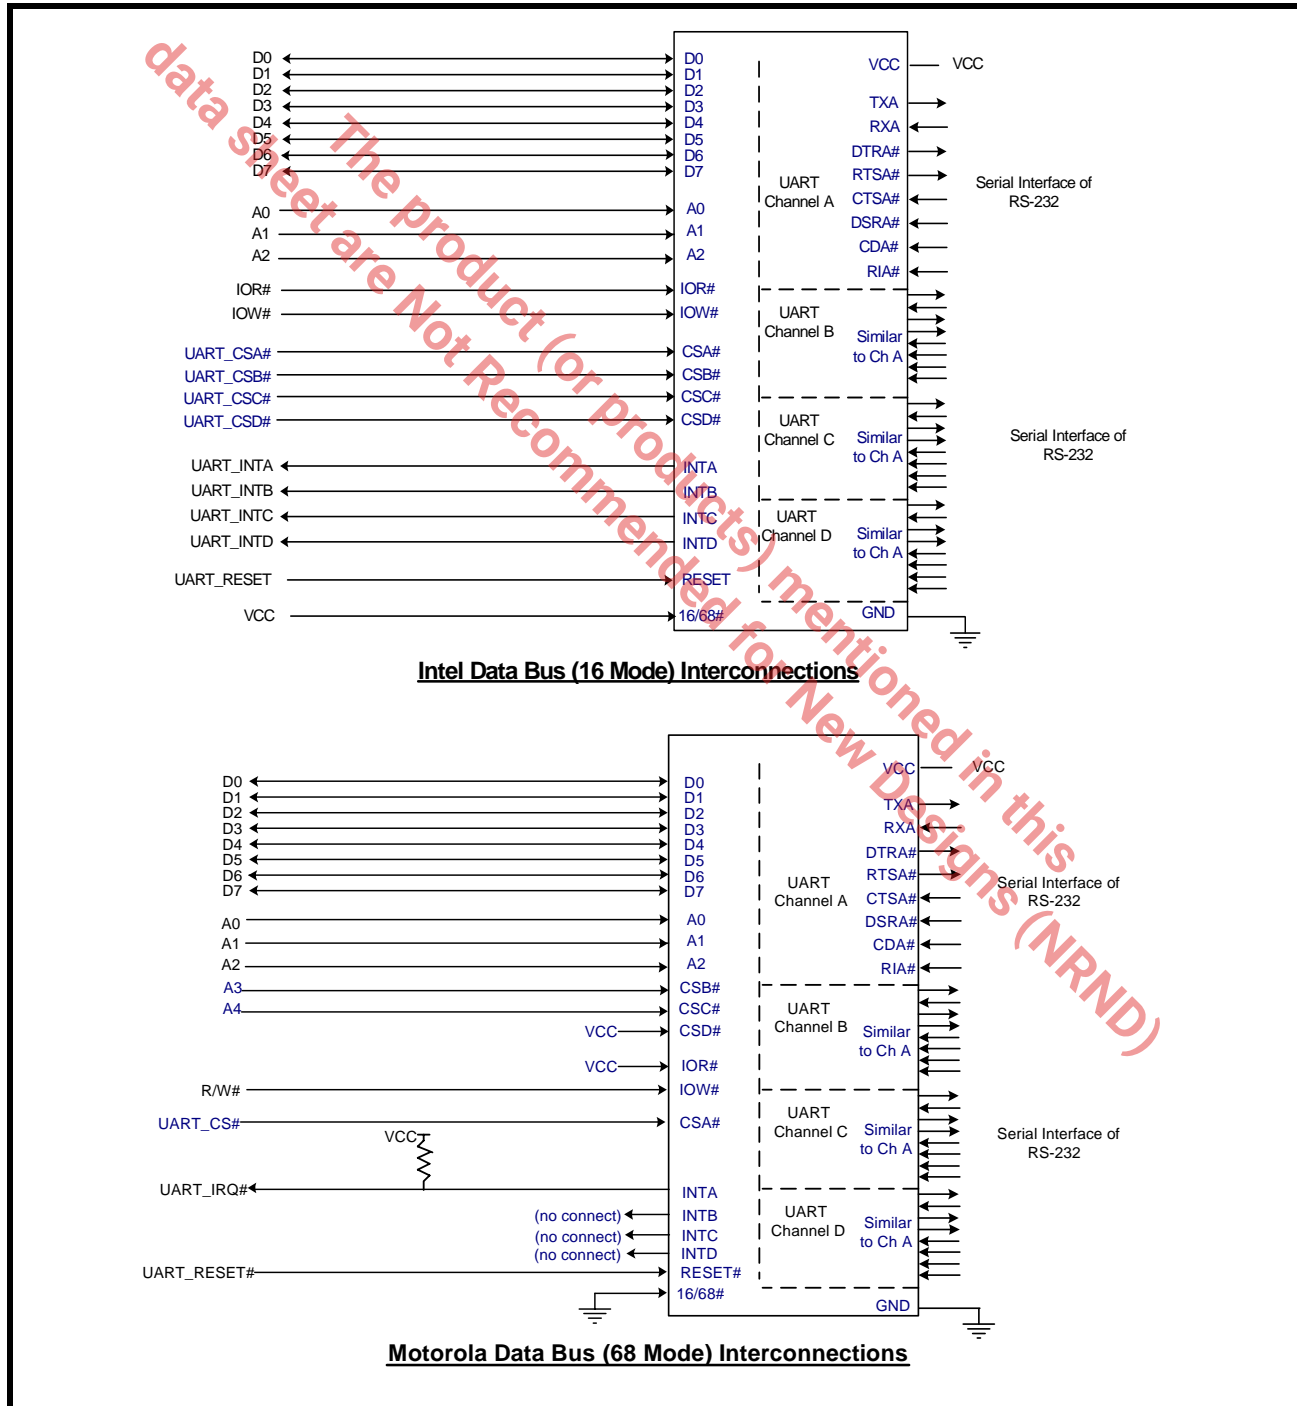 D0 D0 VCC VCC
D1 D1
D2 D2
D3 D3 TXA
D4 D4 RXA
D5 D5 DTRA#
D6 D6
D7 D7 UART Channel A RTSA# Serial Interface of RS-232
CTSA#
A0 A0 DSRA#
A1 A1 CDA#
A2 A2 RIA#
IOR# IOR#
IOW# IOW# UART Channel B Similar to Ch A
UART_CSA# CSA#
UART_CSB# CSB#
UART_CSC# CSC#
UART_CSD# CSD# UART Channel C Similar to Ch A Serial Interface of RS-232
UART_INTA INTA
UART_INTB INTB
UART_INTC INTC UART Channel D Similar to Ch A
UART_INTD INTD
UART_RESET RESET
VCC 16/68# GND
Intel Data Bus (16 Mode) Interconnections
D0 D0 VCC VCC
D1 D1
D2 D2 TXA
D3 D3 RXA
D4 D4 DTRA#
D5 D5
D6 D6 RTSA#
D7 D7 UART Channel A CTSA# Serial Interface of RS-232
A0 A0 DSRA#
A1 A1 CDA#
A2 A2 RIA#
A3 CSB#
A4 CSC# UART Channel B Similar to Ch A
VCC CSD#
VCC IOR#
R/W# IOW#
UART_CS# CSA# UART Channel C Similar to Ch A Serial Interface of RS-232
VCC
UART_IRQ# INTA
(no connect) INTB UART Channel D Similar to Ch A
(no connect) INTC
(no connect) INTD
UART_RESET# RESET#
16/68# GND
Motorola Data Bus (68 Mode) Interconnections
The product (or products) mentioned in this
data sheet are Not Recommended for New Designs (NRND)